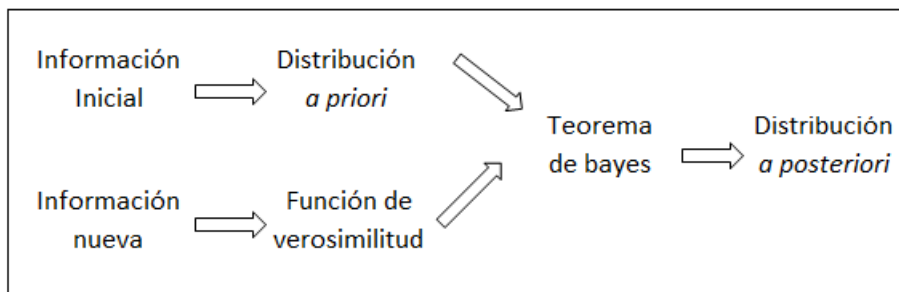 Información
Inicial
Distribución
a priori
Información
nueva
Función de
verosimilitud
Teorema
de bayes
Distribución
a posteriori